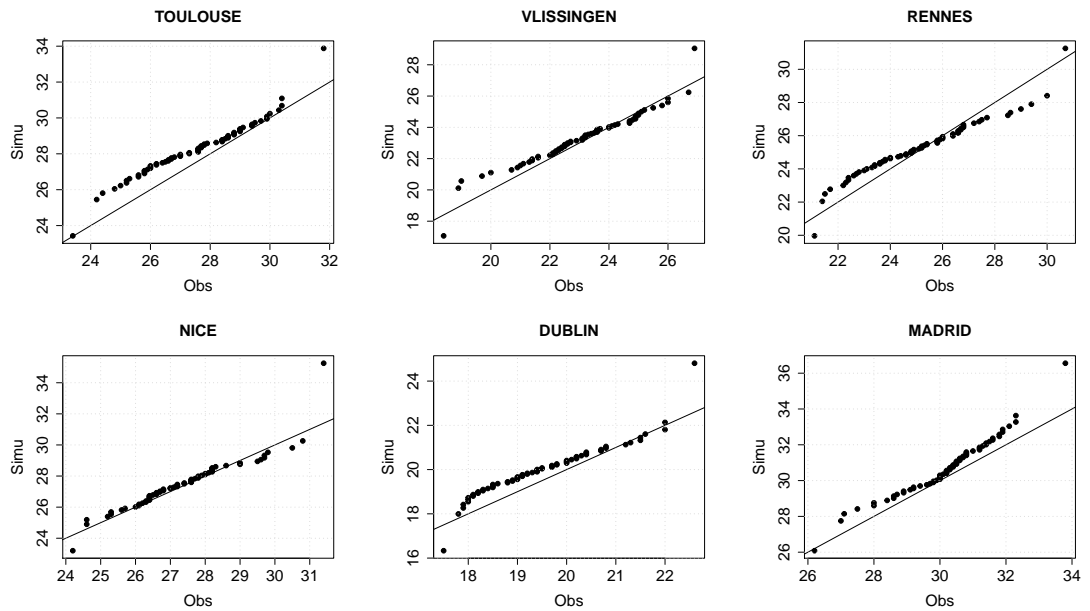 TOULOUSE
VLISSINGEN
RENNES
34
32
30
28
26
24
Simu
24 26 28 30 32
Obs
28
26
24
22
20
18
Simu
20 22 24 26
Obs
30
28
26
24
22
20
Simu
22 24 26 28 30
Obs
NICE
DUBLIN
MADRID
34
32
30
28
26
24
Simu
24 25 26 27 28 29 30 31
Obs
24
22
20
18
16
Simu
18 19 20 21 22
Obs
36
34
32
30
28
26
Simu
26 28 30 32 34
Obs